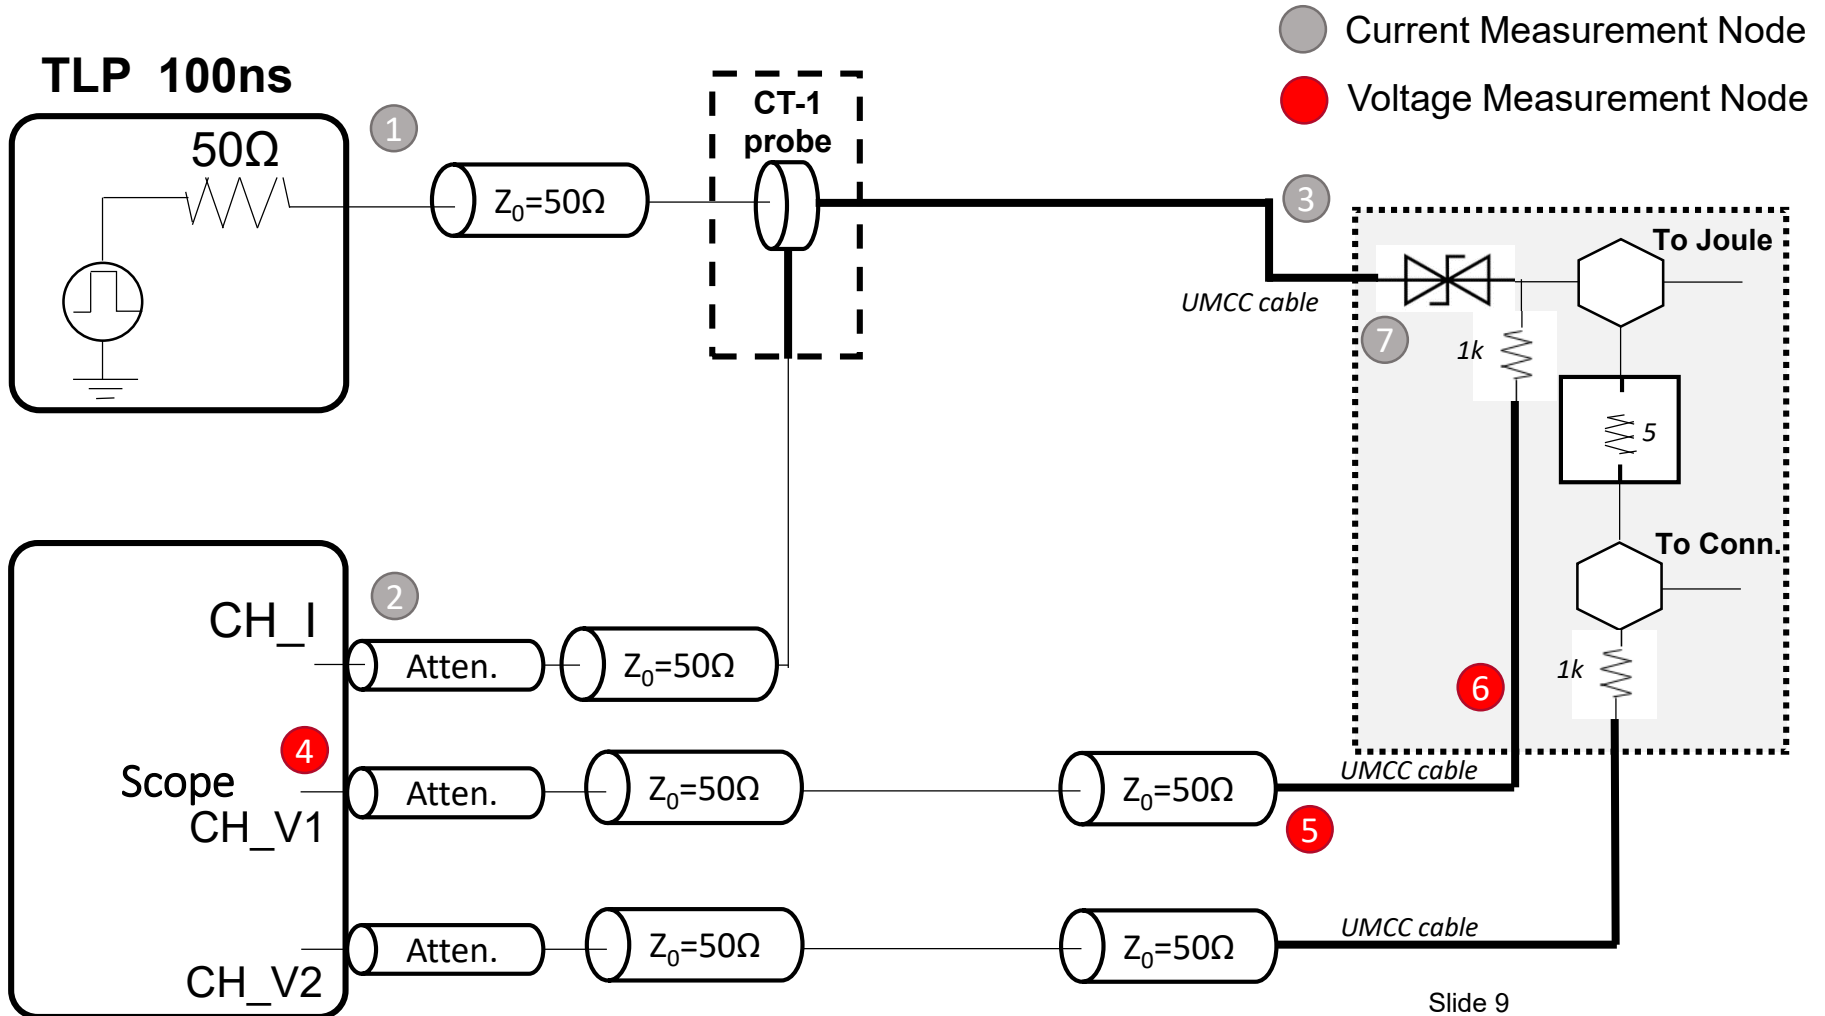 Current Measurement Node
Voltage Measurement Node
TLP 100ns
50Ω
1
Z₀=50Ω
CT-1
probe
3
UMCC cable
To Joule
7
1k
5
To Conn.
1k
6
CH_I
2
Atten.
Z₀=50Ω
Scope
4
CH_V1
Atten.
Z₀=50Ω
Z₀=50Ω
UMCC cable
5
CH_V2
Atten.
Z₀=50Ω
Z₀=50Ω
UMCC cable
Slide 9